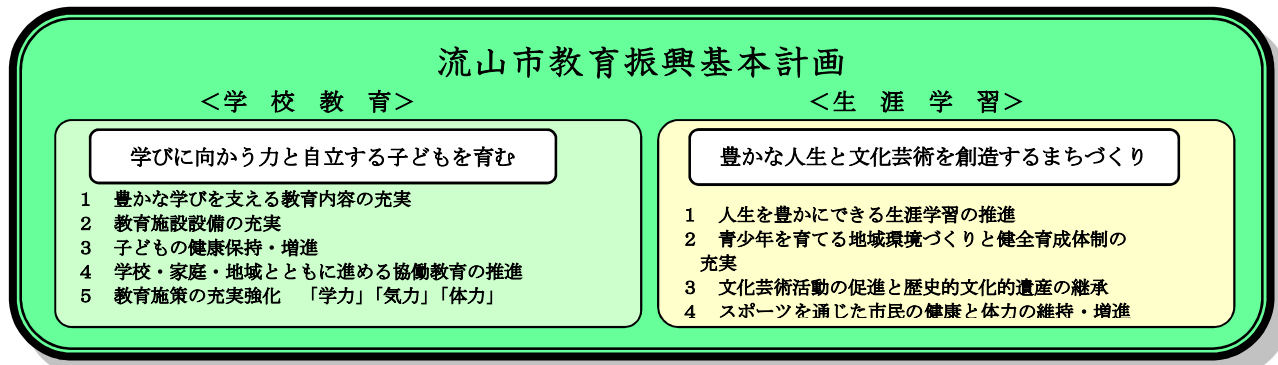 流山市教育振興基本計画
＜学　校　教　育＞
学びに向かう力と自立する子どもを育む
１　豊かな学びを支える教育内容の充実
２　教育施設設備の充実
３　子どもの健康保持・増進
４　学校・家庭・地域とともに進める協働教育の推進
５　教育施策の充実強化　「学力」「気力」「体力」
＜生　涯　学　習＞
豊かな人生と文化芸術を創造するまちづくり
１　人生を豊かにできる生涯学習の推進
２　青少年を育てる地域環境づくりと健全育成体制の
充実
３　文化芸術活動の促進と歴史的文化的遺産の継承
４　スポーツを通じた市民の健康と体力の維持・増進